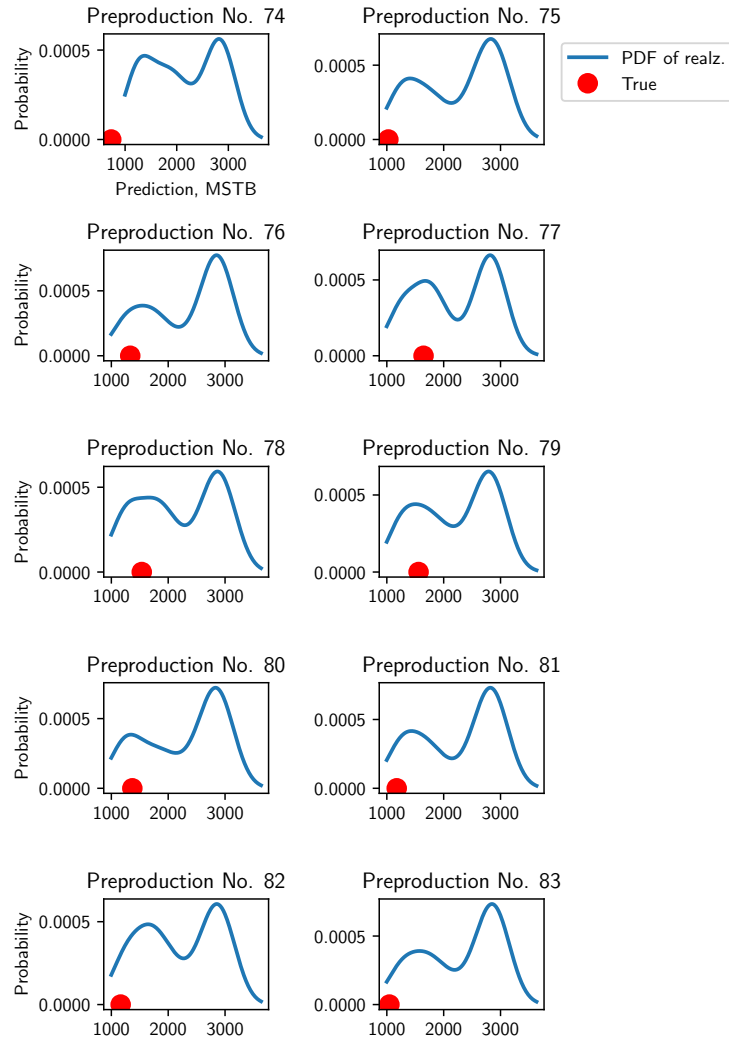 Preproduction No. 74
Preproduction No. 75
Probability
0.0005
0.0000
1000 2000 3000
Prediction, MSTB
0.0005
0.0000
1000 2000 3000
PDF of realz.
True
Preproduction No. 76
Preproduction No. 77
Probability
0.0005
0.0000
1000 2000 3000
0.0005
0.0000
1000 2000 3000
Preproduction No. 78
Preproduction No. 79
Probability
0.0005
0.0000
1000 2000 3000
0.0005
0.0000
1000 2000 3000
Preproduction No. 80
Preproduction No. 81
Probability
0.0005
0.0000
1000 2000 3000
0.0005
0.0000
1000 2000 3000
Preproduction No. 82
Preproduction No. 83
Probability
0.0005
0.0000
1000 2000 3000
0.0005
0.0000
1000 2000 3000